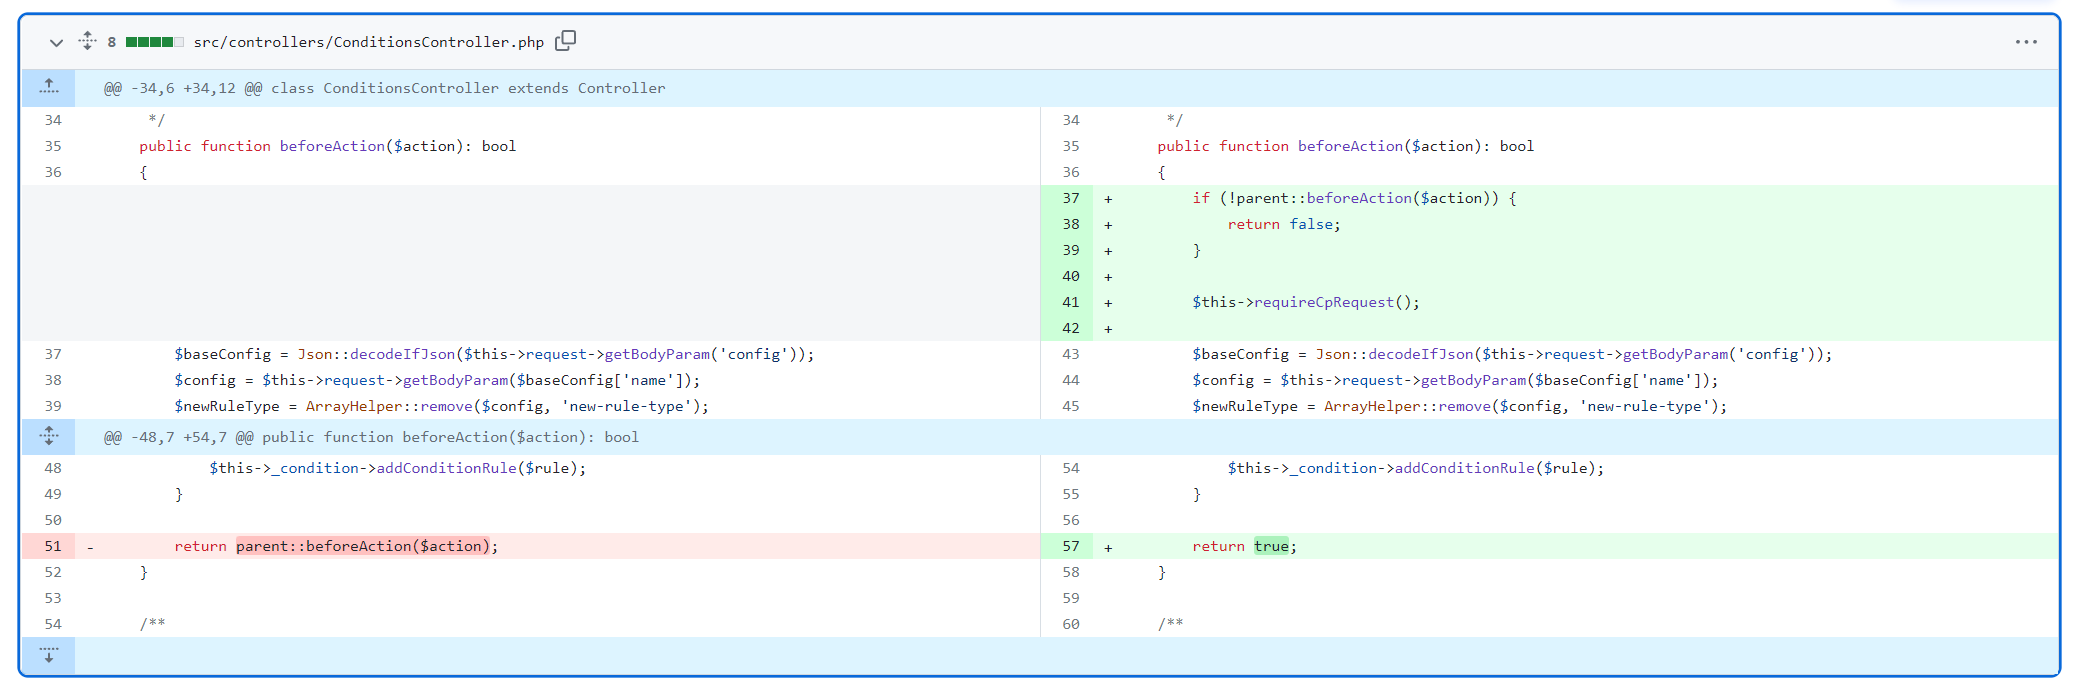 8 src/controllers/ConditionsController.php
@@ -34,6 +34,12 @@ class ConditionsController extends Controller
34 */
35 public function beforeAction($action): bool
36 {
37 $baseConfig = Json::decodeIfJson($this->request->getBodyParam('config'));
38 $config = $this->request->getBodyParam($baseConfig['name']);
39 $newRuleType = ArrayHelper::remove($config, 'new-rule-type');
34 */
35 public function beforeAction($action): bool
36 {
37 + if (!parent::beforeAction($action)) {
38 + return false;
39 + }
40 +
41 + $this->requireCpRequest();
42 +
43 $baseConfig = Json::decodeIfJson($this->request->getBodyParam('config'));
44 $config = $this->request->getBodyParam($baseConfig['name']);
45 $newRuleType = ArrayHelper::remove($config, 'new-rule-type');
@@ -48,7 +54,7 @@ public function beforeAction($action): bool
48 $this->_condition->addConditionRule($rule);
49 }
50
51 - return parent::beforeAction($action);
52 }
53
54 /**
54 $this->_condition->addConditionRule($rule);
55 }
56
57 + return true;
58 }
59
60 /**